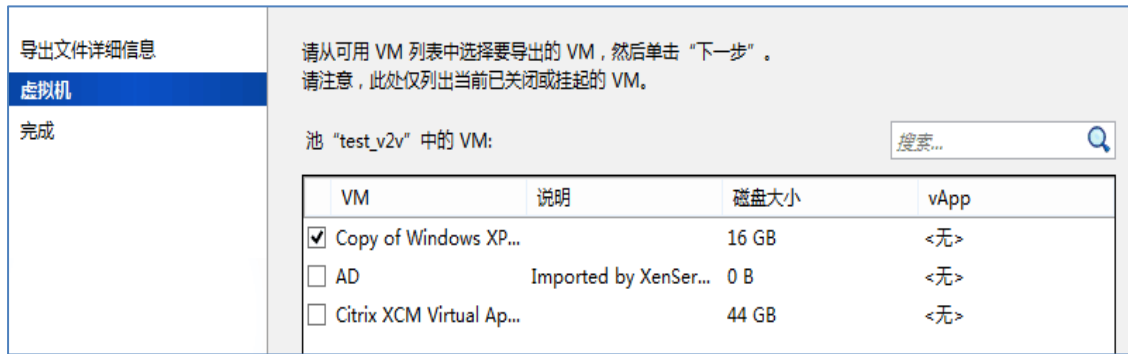 导出文件详细信息
虚拟机
完成
请从可用 VM 列表中选择要导出的 VM，然后单击“下一步”。
请注意，此处仅列出当前已关闭或挂起的 VM。
池“test_v2v”中的 VM:
搜索...
VM 说明 磁盘大小 vApp
Copy of Windows XP... 16 GB <无>
AD Imported by XenSer... 0 B <无>
Citrix XCM Virtual Ap... 44 GB <无>